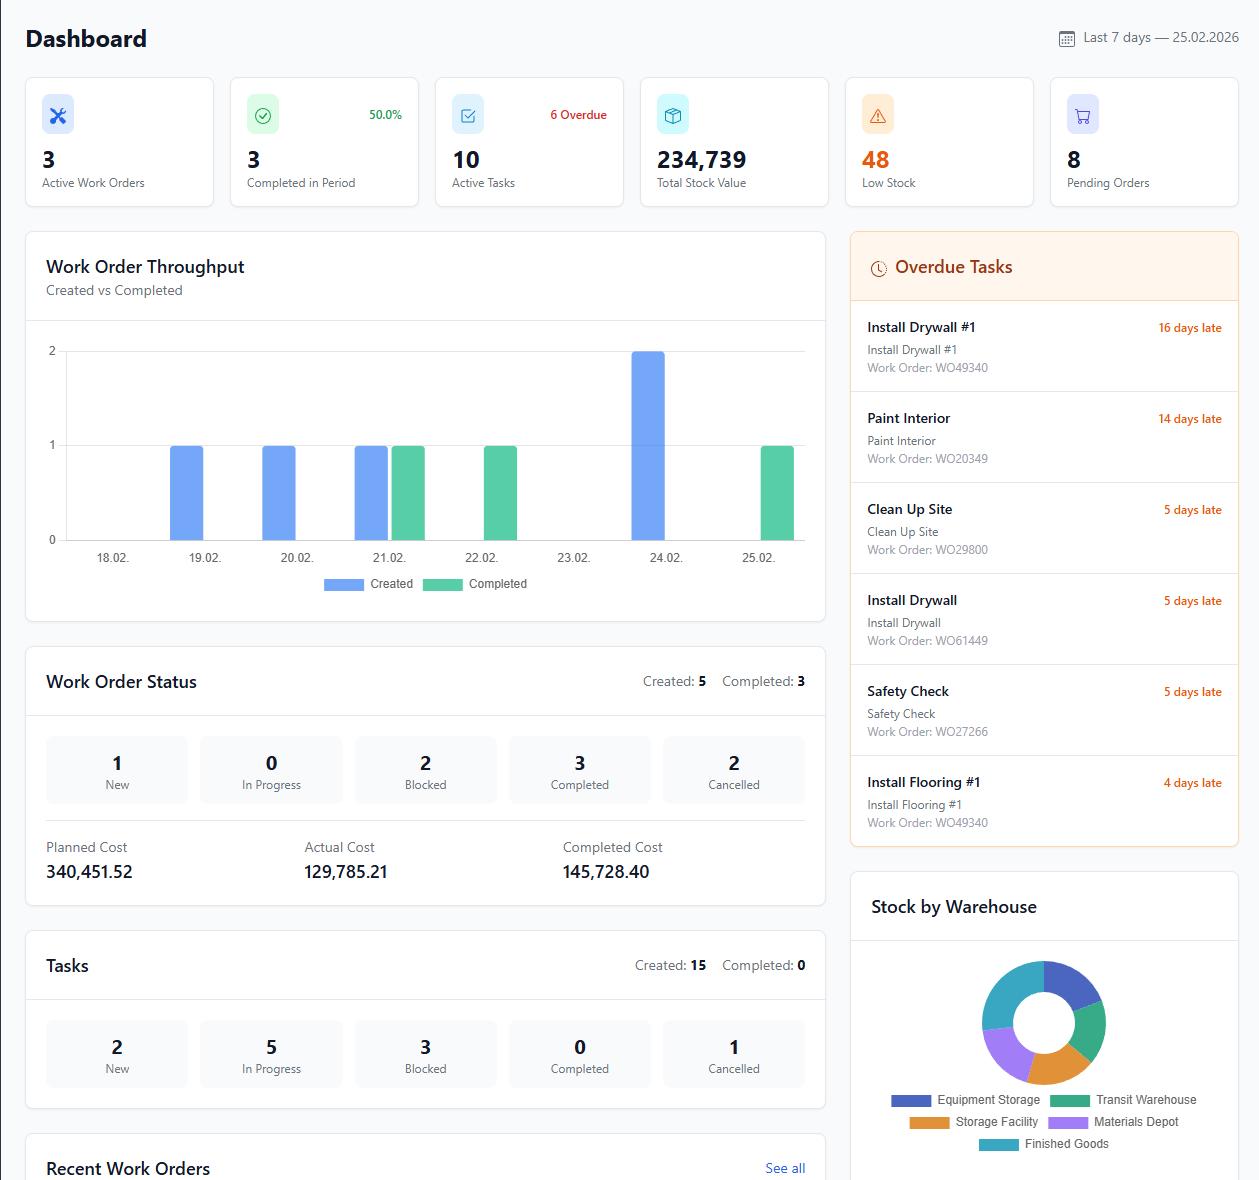 Dashboard
Last 7 days — 25.02.2026
3
Active Work Orders
50.0%
3
Completed in Period
6 Overdue
10
Active Tasks
234,739
Total Stock Value
48
Low Stock
8
Pending Orders
Work Order Throughput
Created vs Completed
2
1
0
18.02. 19.02. 20.02. 21.02. 22.02. 23.02. 24.02. 25.02.
Created Completed
Work Order Status
Created: 5 Completed: 3
1
New
0
In Progress
2
Blocked
3
Completed
2
Cancelled
Planned Cost
340,451.52
Actual Cost
129,785.21
Completed Cost
145,728.40
Tasks
Created: 15 Completed: 0
2
New
5
In Progress
3
Blocked
0
Completed
1
Cancelled
Recent Work Orders
See all
Overdue Tasks
Install Drywall #1
16 days late
Install Drywall #1
Work Order: WO49340
Paint Interior
14 days late
Paint Interior
Work Order: WO20349
Clean Up Site
5 days late
Clean Up Site
Work Order: WO29800
Install Drywall
5 days late
Install Drywall
Work Order: WO61449
Safety Check
5 days late
Safety Check
Work Order: WO27266
Install Flooring #1
4 days late
Install Flooring #1
Work Order: WO49340
Stock by Warehouse
Equipment Storage Transit Warehouse
Storage Facility Materials Depot
Finished Goods